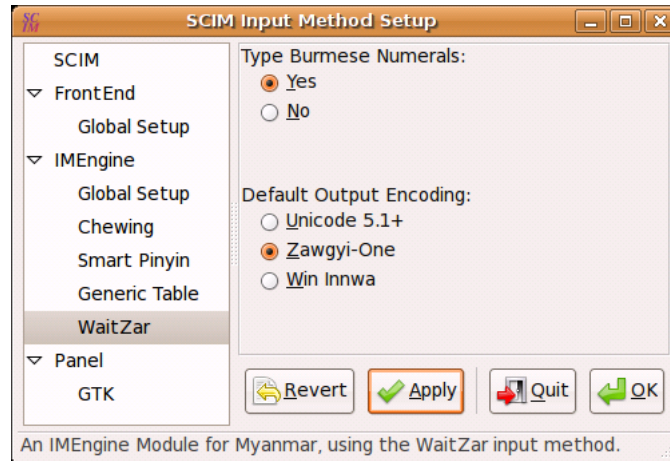 SCIM
SCIM Input Method Setup
SCIM
FrontEnd
Global Setup
IMEngine
Global Setup
Chewing
Smart Pinyin
Generic Table
WaitZar
Panel
GTK
Type Burmese Numerals:
Yes
No
Default Output Encoding:
Unicode 5.1+
Zawgyi-One
Win Innwa
Revert
Apply
Quit
OK
An IMEngine Module for Myanmar, using the WaitZar input method.